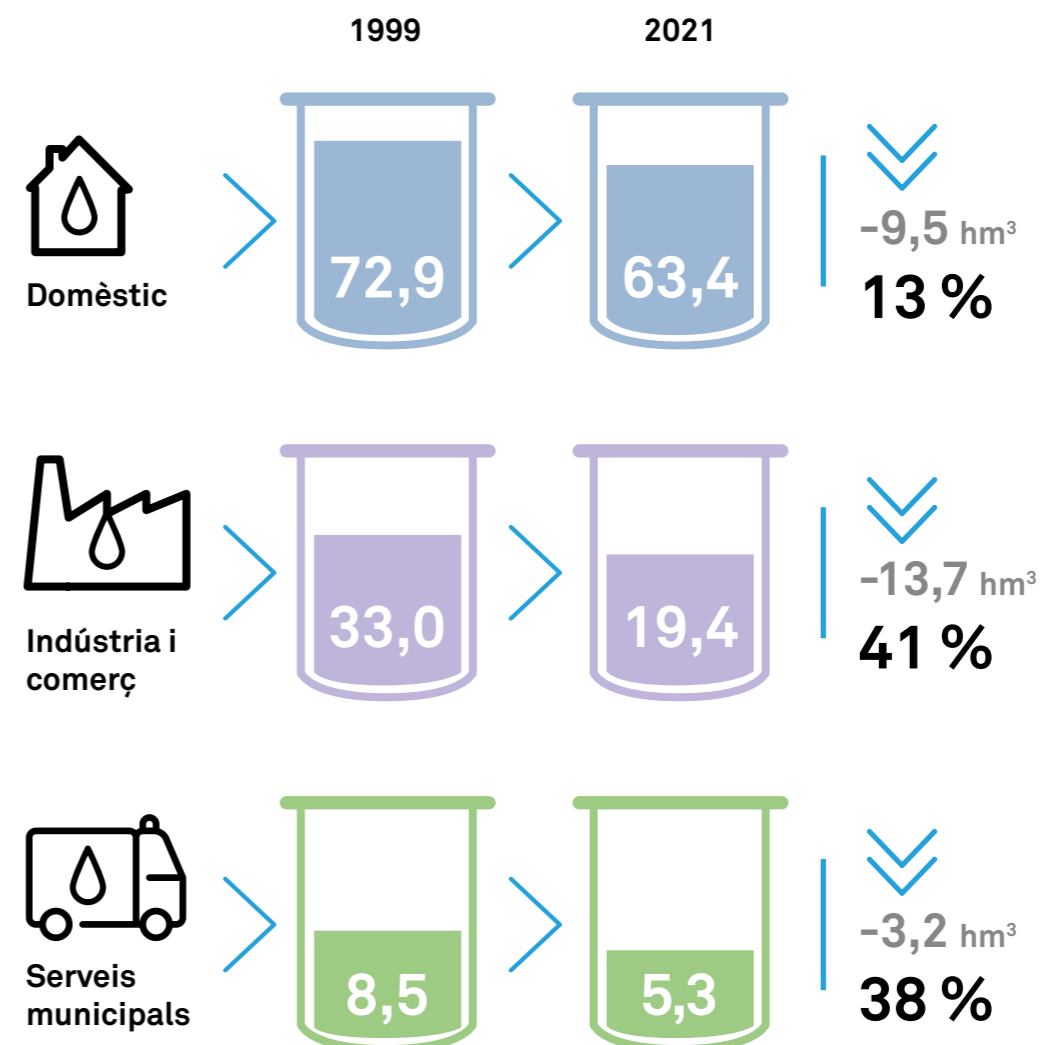 1999 2021
Domèstic
72,9
63,4
-9,5 hm³
13 %
Indústria i
comerç
33,0
19,4
-13,7 hm³
41 %
Serveis
municipals
8,5
5,3
-3,2 hm³
38 %